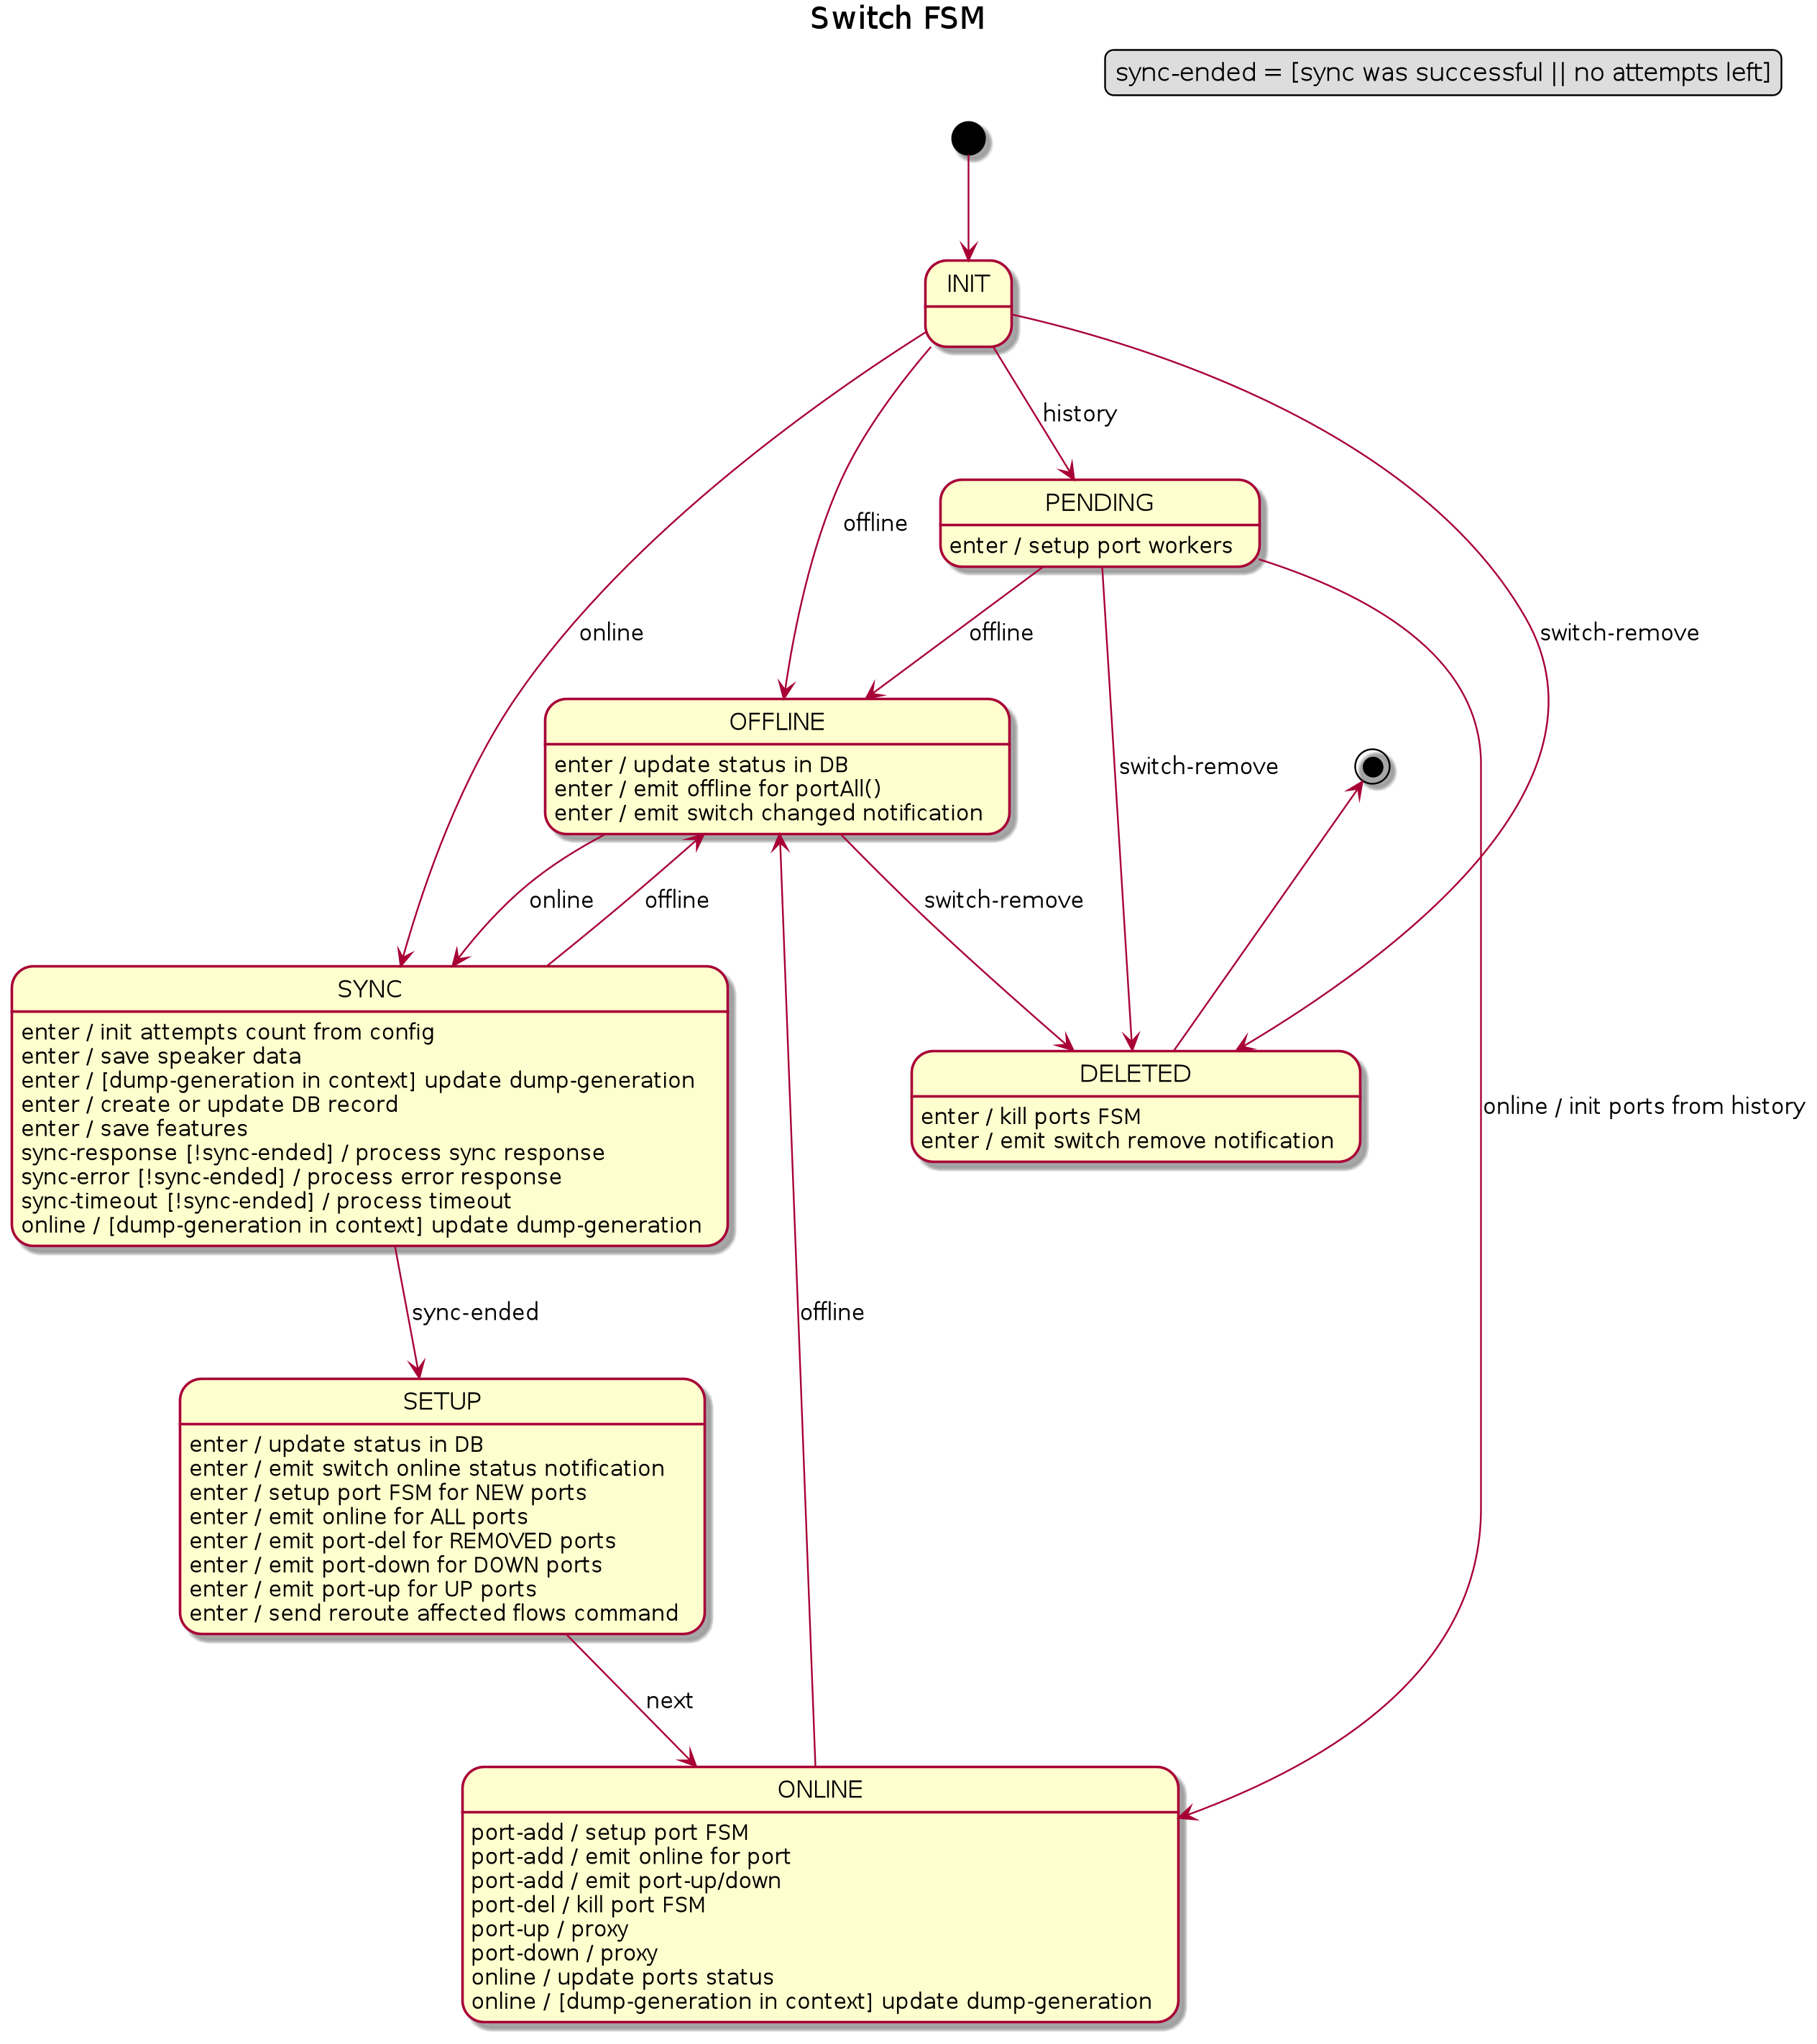 Switch FSM
sync-ended = [sync was successful || no attempts left]
INIT
history
offline
PENDING
enter / setup port workers
online
offline
switch-remove
OFFLINE
enter / update status in DB
enter / emit offline for portAll()
enter / emit switch changed notification
switch-remove
online
offline
switch-remove
SYNC
enter / init attempts count from config
enter / save speaker data
enter / [dump-generation in context] update dump-generation
enter / create or update DB record
enter / save features
sync-response [!sync-ended] / process sync response
sync-error [!sync-ended] / process error response
sync-timeout [!sync-ended] / process timeout
online / [dump-generation in context] update dump-generation
DELETED
enter / kill ports FSM
enter / emit switch remove notification
online / init ports from history
sync-ended
offline
SETUP
enter / update status in DB
enter / emit switch online status notification
enter / setup port FSM for NEW ports
enter / emit online for ALL ports
enter / emit port-del for REMOVED ports
enter / emit port-down for DOWN ports
enter / emit port-up for UP ports
enter / send reroute affected flows command
next
ONLINE
port-add / setup port FSM
port-add / emit online for port
port-add / emit port-up/down
port-del / kill port FSM
port-up / proxy
port-down / proxy
online / update ports status
online / [dump-generation in context] update dump-generation